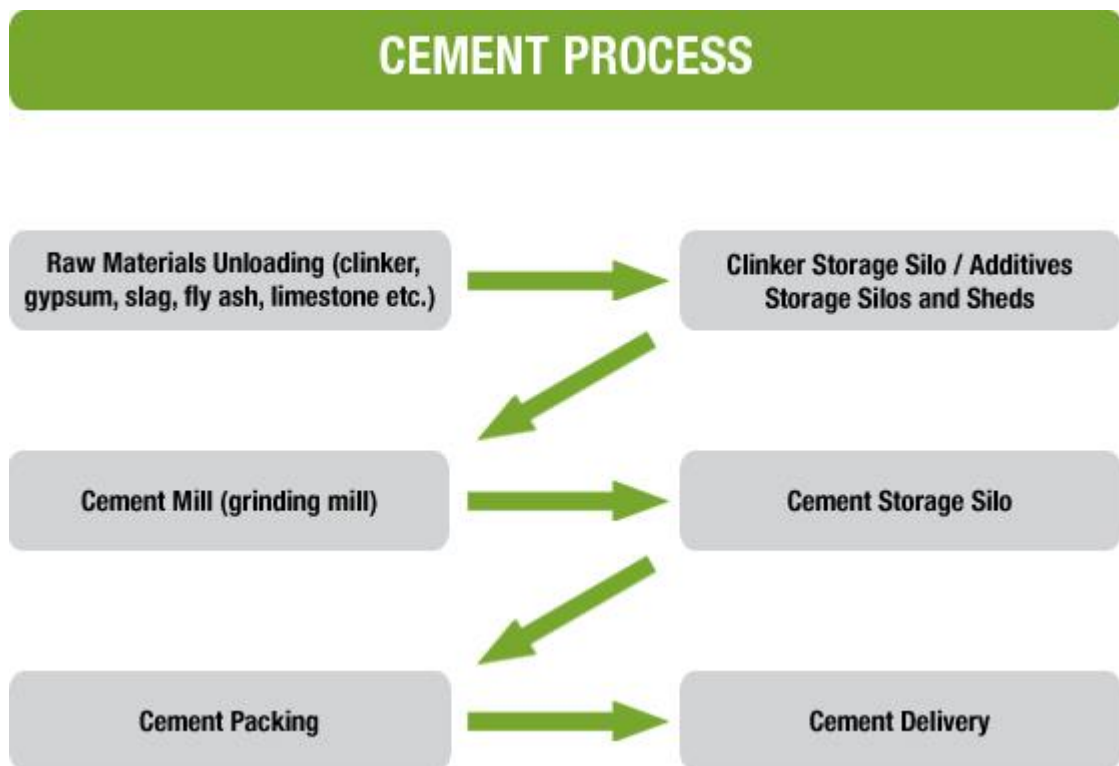 CEMENT PROCESS
Raw Materials Unloading (clinker,
gypsum, slag, fly ash, limestone etc.)
Clinker Storage Silo / Additives
Storage Silos and Sheds
Cement Mill (grinding mill)
Cement Storage Silo
Cement Packing
Cement Delivery